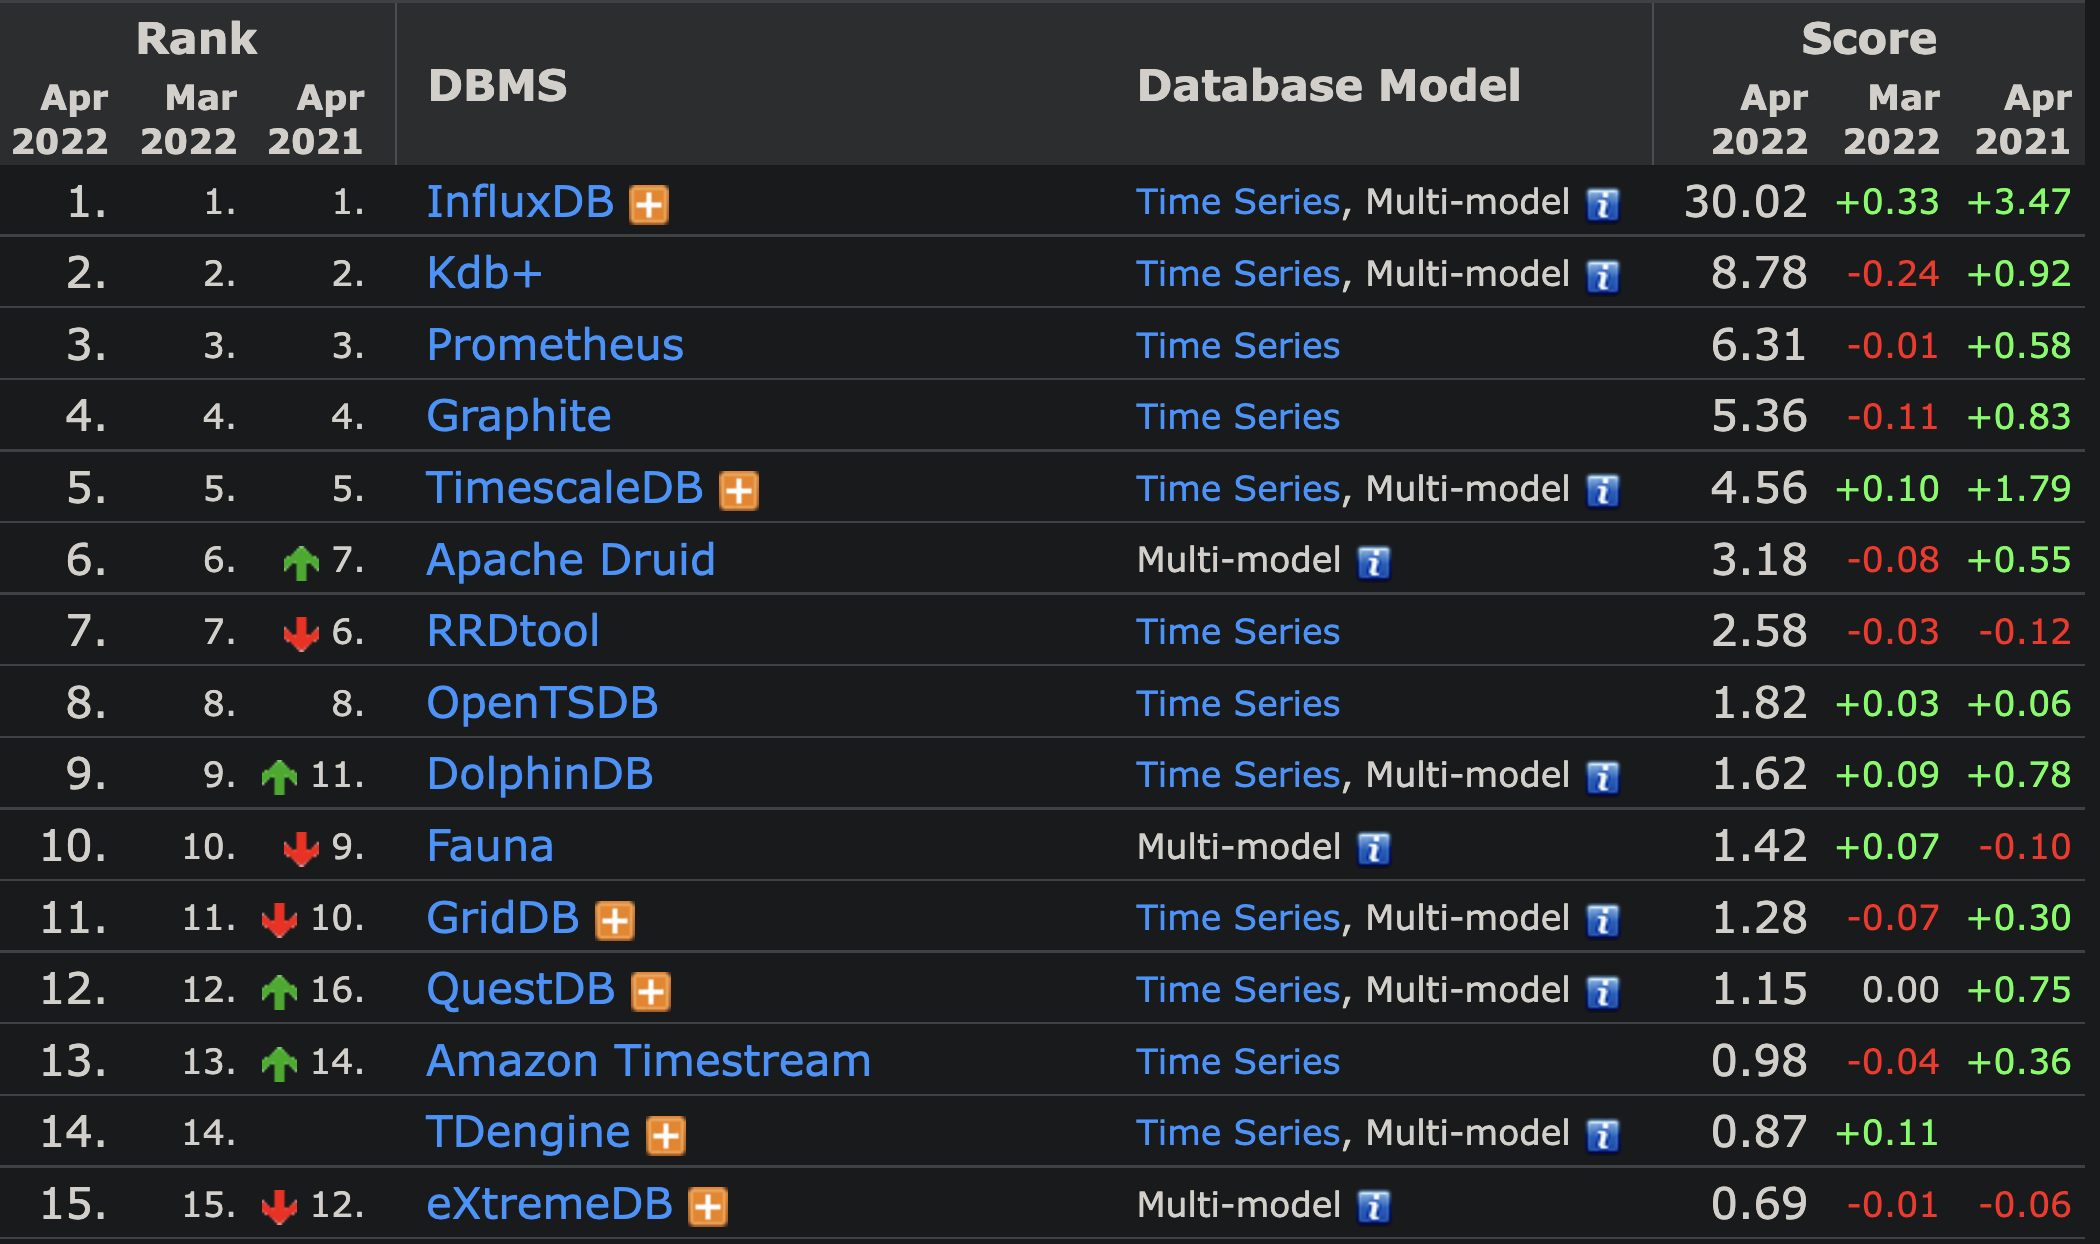 Rank
Score
Apr 2022 Mar 2022 Apr 2021 DBMS Database Model Apr 2022 Mar 2022 Apr 2021
1. 1. 1. InfluxDB Time Series, Multi-model 30.02 +0.33 +3.47
2. 2. 2. Kdb+ Time Series, Multi-model 8.78 -0.24 +0.92
3. 3. 3. Prometheus Time Series 6.31 -0.01 +0.58
4. 4. 4. Graphite Time Series 5.36 -0.11 +0.83
5. 5. 5. TimescaleDB Time Series, Multi-model 4.56 +0.10 +1.79
6. 6. 7. Apache Druid Multi-model 3.18 -0.08 +0.55
7. 7. 6. RRDtool Time Series 2.58 -0.03 -0.12
8. 8. 8. OpenTSDB Time Series 1.82 +0.03 +0.06
9. 9. 11. DolphinDB Time Series, Multi-model 1.62 +0.09 +0.78
10. 10. 9. Fauna Multi-model 1.42 +0.07 -0.10
11. 11. 10. GridDB Time Series, Multi-model 1.28 -0.07 +0.30
12. 12. 16. QuestDB Time Series, Multi-model 1.15 0.00 +0.75
13. 13. 14. Amazon Timestream Time Series 0.98 -0.04 +0.36
14. 14. TDengine Time Series, Multi-model 0.87 +0.11
15. 15. 12. eXtremeDB Multi-model 0.69 -0.01 -0.06